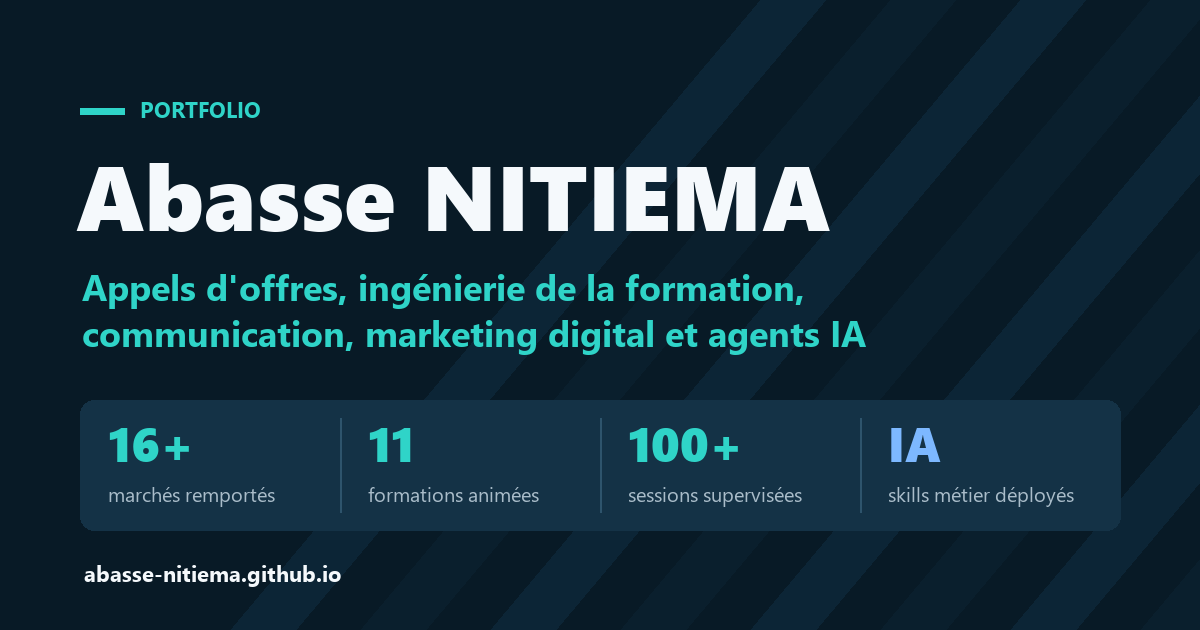 PORTFOLIO
Abasse NITIEMA
Appels d'offres, ingénierie de la formation,
communication, marketing digital et agents IA
16+
marchés remportés
11
formations animées
100+
sessions supervisées
IA
skills métier déployés
abasse-nitiema.github.io